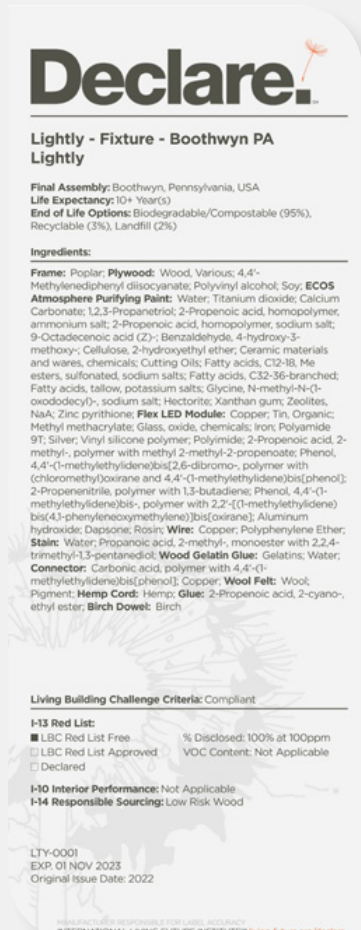 Declare.
Lightly - Fixture - Boothwyn PA
Lightly
Final Assembly: Boothwyn, Pennsylvania, USA
Life Expectancy: 10+ Year(s)
End of Life Options: Biodegradable/Compostable (95%),
Recyclable (3%), Landfill (2%)
Ingredients:
Frame: Poplar; Plywood: Wood, Various; 4,4'-
Methylenediphenyl diisocyanate; Polyvinyl alcohol; Soy; ECOS
Atmosphere Purifying Paint: Water; Titanium dioxide; Calcium
Carbonate; 1,2,3-Propanetriol; 2-Propenoic acid, homopolymer,
ammonium salt; 2-Propenoic acid, homopolymer, sodium salt;
9-Octadecenoic acid (Z)-; Benzaldehyde, 4-hydroxy-3-
methoxy-; Cellulose, 2-hydroxyethyl ether; Ceramic materials
and wares, chemicals; Cutting Oils; Fatty acids, C12-18, Me
esters, sulfonated, sodium salts; Fatty acids, C32-36-branched;
Fatty acids, tallow, potassium salts; Glycine, N-methyl-N-(1-
oxododecyl)-, sodium salt; Hectorite; Xanthan gum; Zeolites,
NaA; Zinc pyrithione; Flex LED Module: Copper; Tin, Organic;
Methyl methacrylate; Glass, oxide, chemicals; Iron; Polyamide
9T; Silver; Vinyl silicone polymer; Polyimide; 2-Propenoic acid, 2-
methyl-, polymer with methyl 2-methyl-2-propenoate; Phenol,
4,4'-(1-methylethylidene)bis[2,6-dibromo-, polymer with
(chloromethyl)oxirane and 4,4'-(1-methylethylidene)bis[phenol];
2-Propenenitrile, polymer with 1,3-butadiene; Phenol, 4,4'-(1-
methylethylidene)bis-, polymer with 2,2'-[(1-methylethylidene)
bis(4,1-phenyleneoxymethylene)]bis[oxirane]; Aluminum
hydroxide; Dapsone; Rosin; Wire: Copper; Polyphenylene Ether;
Stain: Water; Propanoic acid, 2-methyl-, monoester with 2,2,4-
trimethyl-1,3-pentanediol; Wood Gelatin Glue: Gelatins; Water;
Connector: Carbonic acid, polymer with 4,4'-(1-
methylethylidene)bis[phenol]; Copper; Wool Felt: Wool;
Pigment; Hemp Cord: Hemp; Glue: 2-Propenoic acid, 2-cyano-,
ethyl ester; Birch Dowel: Birch
Living Building Challenge Criteria: Compliant
I-13 Red List:
LBC Red List Free % Disclosed: 100% at 100ppm
LBC Red List Approved VOC Content: Not Applicable
Declared
I-10 Interior Performance: Not Applicable
I-14 Responsible Sourcing: Low Risk Wood
LTY-0001
EXP. 01 NOV 2023
Original Issue Date: 2022
MANUFACTURER RESPONSIBLE FOR LABEL ACCURACY